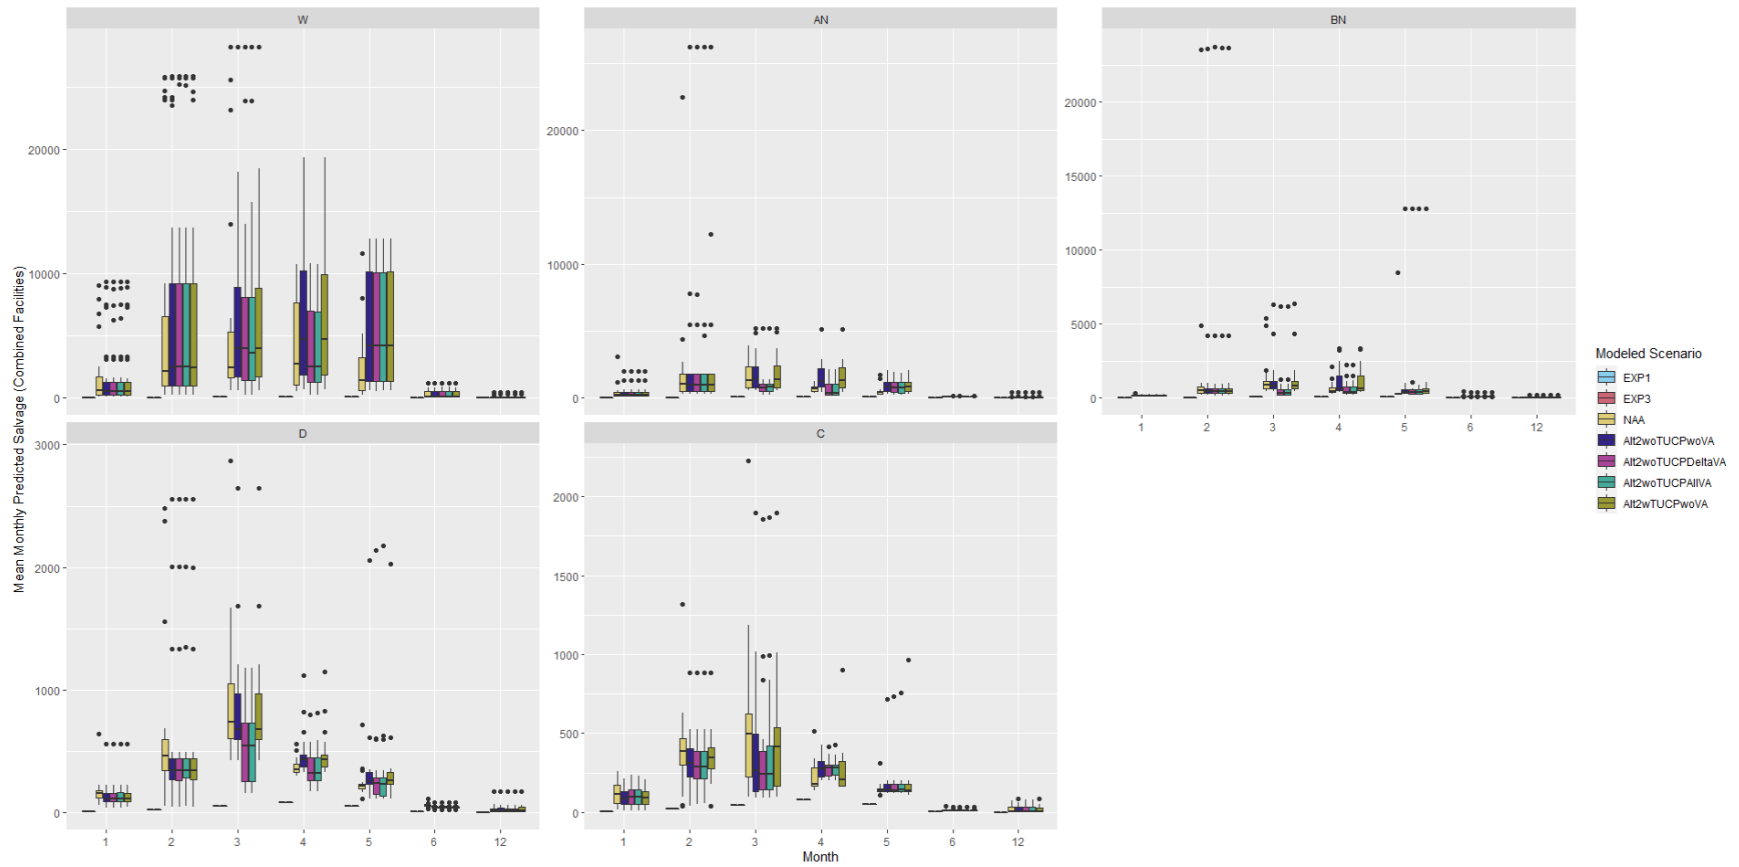 W
AN
BN
20000
10000
0
20000
10000
0
20000
15000
10000
5000
0
1 2 3 4 5 6 12
D
C
3000
2000
1000
0
2000
1500
1000
500
0
1 2 3 4 5 6 12
1 2 3 4 5 6 12
Month
Mean Monthly Predicted Salvage (Combined Facilities)
Modeled Scenario
EXP1
EXP3
NAA
Alt2woTUCPwoVA
Alt2woTUCPDeltaVA
Alt2woTUCPAllVA
Alt2wTUCPwoVA